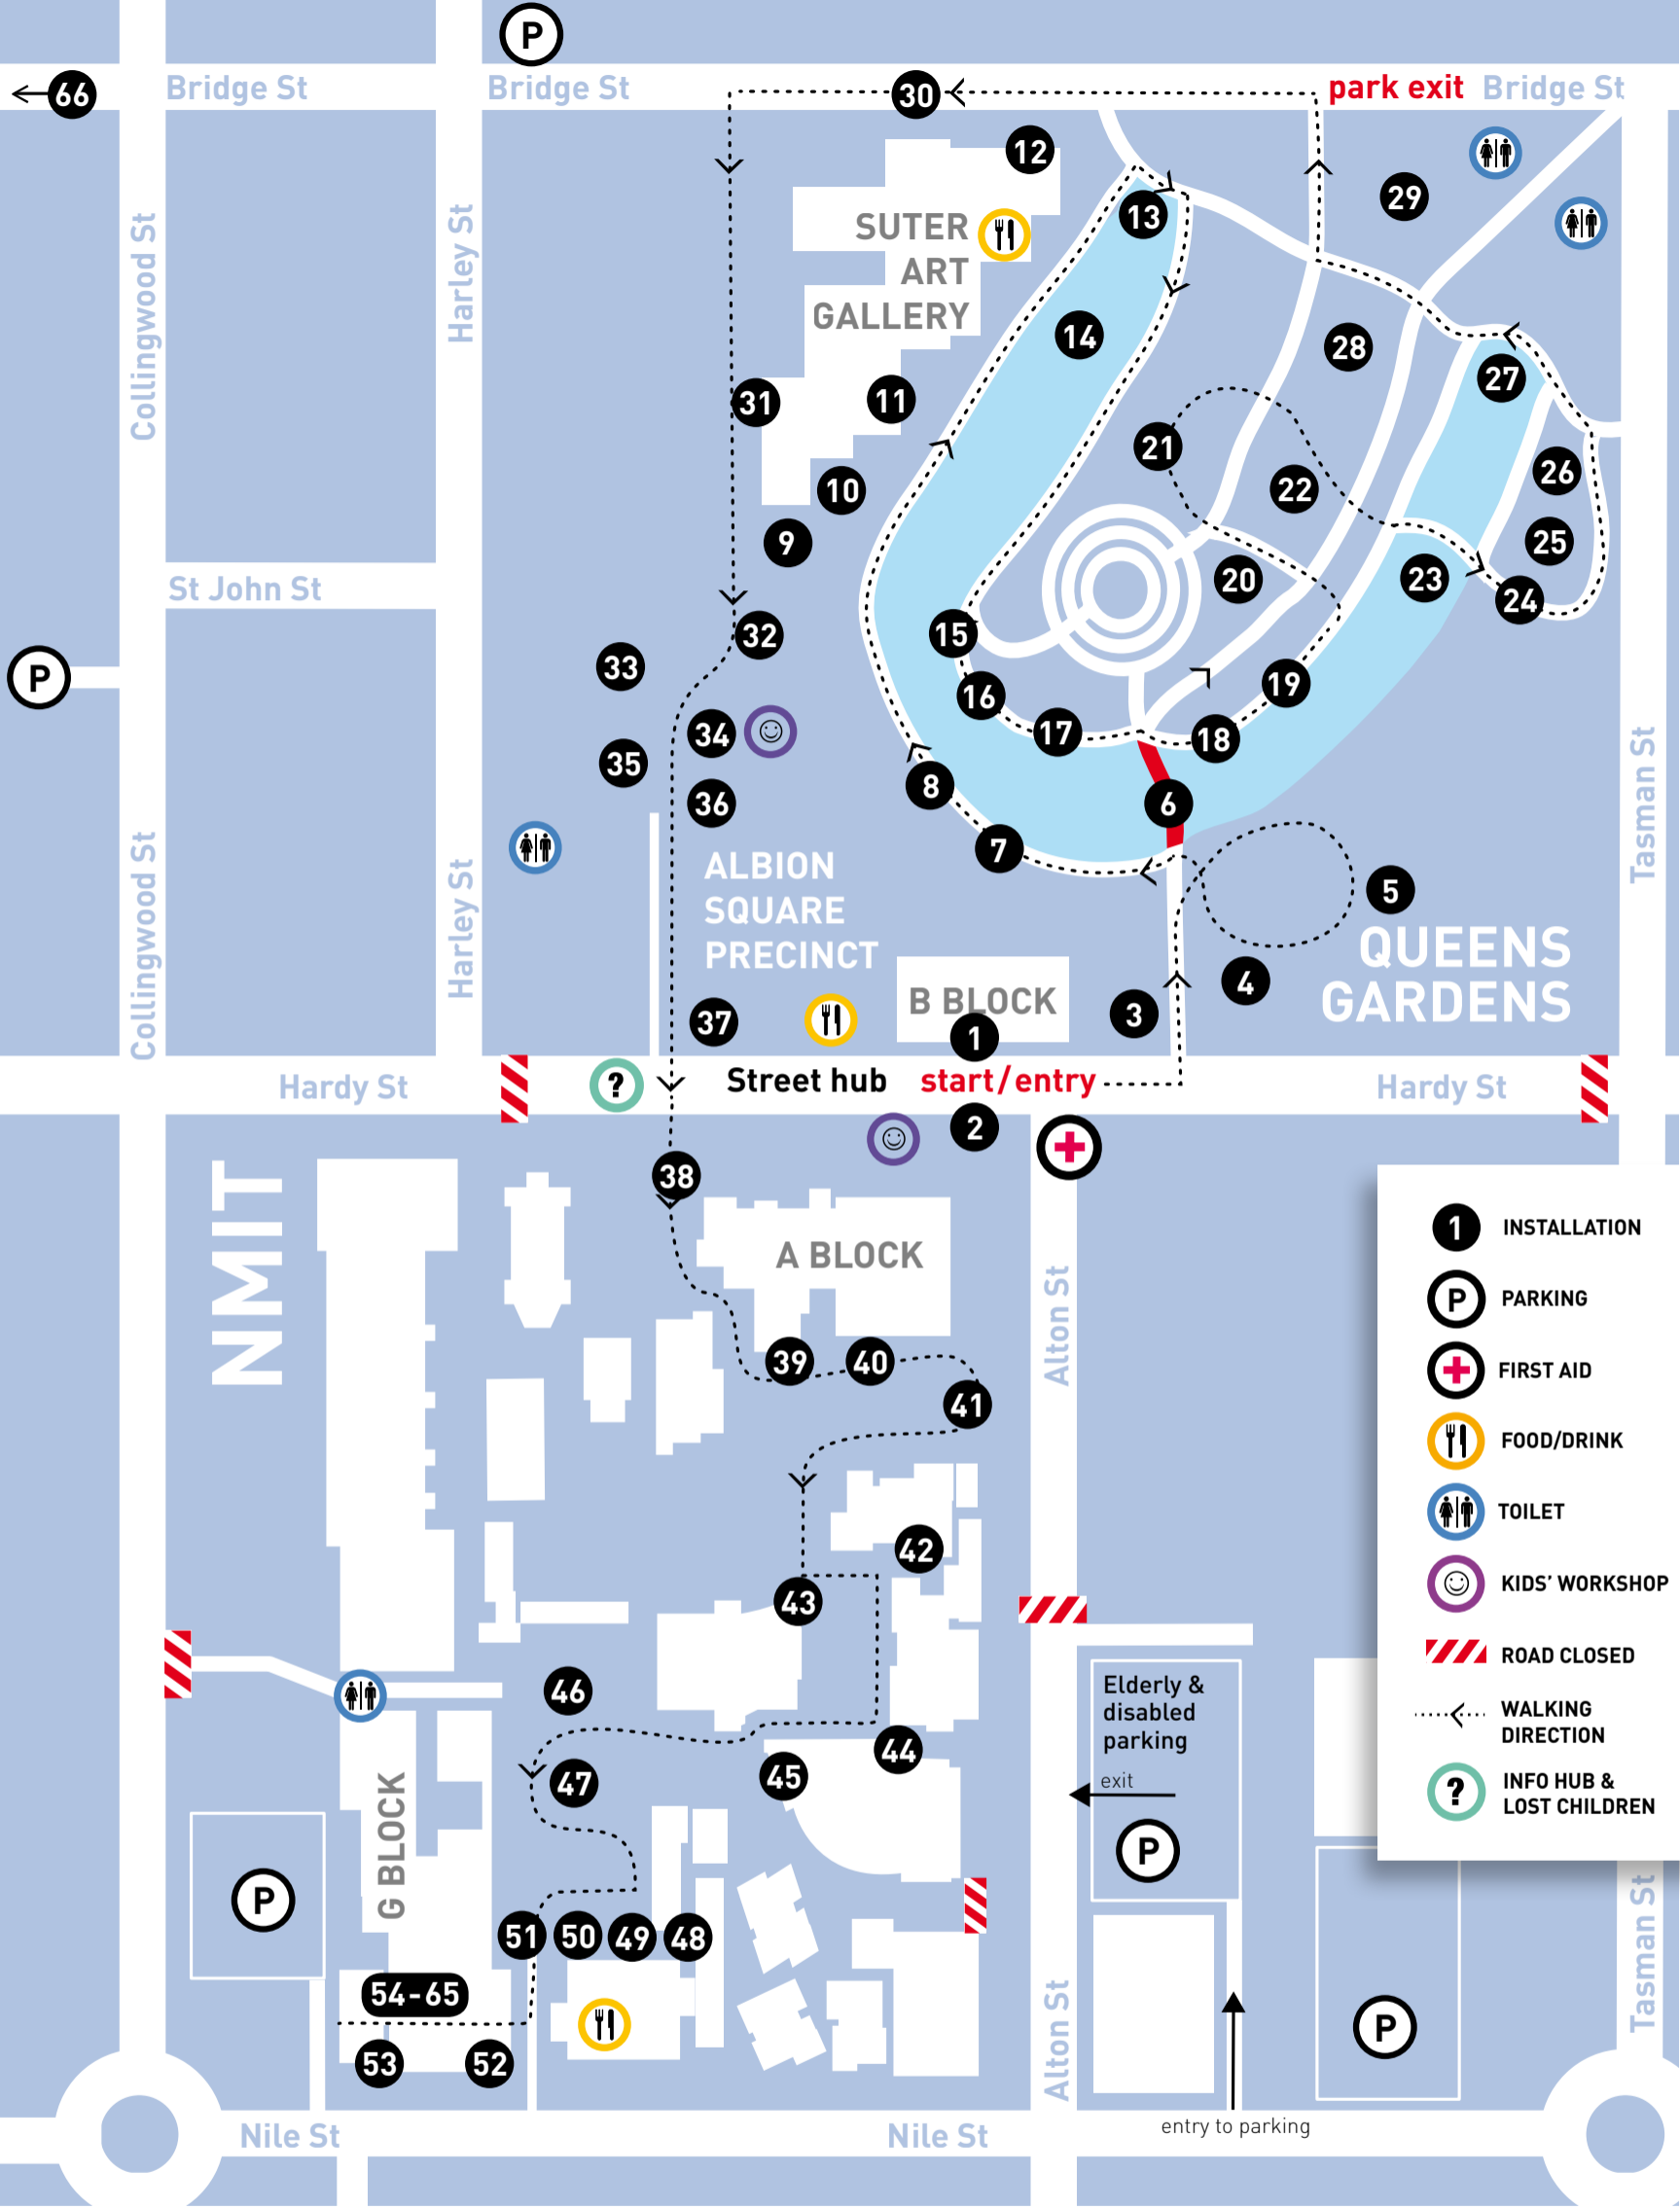 P
66
Bridge St
Bridge St
30
park exit
Bridge St
12
29
13
SUTER
ART
GALLERY
Collingwood St
Harley St
14
28
27
31
11
21
22
26
10
9
25
St John St
20
23
24
15
32
33
P
16
19
17
18
34
35
8
6
36
7
Tasman St
ALBION
SQUARE
PRECINCT
5
Collingwood St
Harley St
QUEENS
GARDENS
4
B BLOCK
3
37
1
Hardy St
?
Street hub
start/entry
Hardy St
2
38
NMIT
A BLOCK
Alton St
39
40
41
42
43
46
Elderly &
disabled
parking
exit
44
45
47
P
G BLOCK
P
51
50
49
48
54-65
53
52
P
Alton St
Tasman St
Nile St
Nile St
entry to parking
1 INSTALLATION
P PARKING
FIRST AID
FOOD/DRINK
TOILET
KIDS' WORKSHOP
ROAD CLOSED
WALKING
DIRECTION
? INFO HUB &
LOST CHILDREN